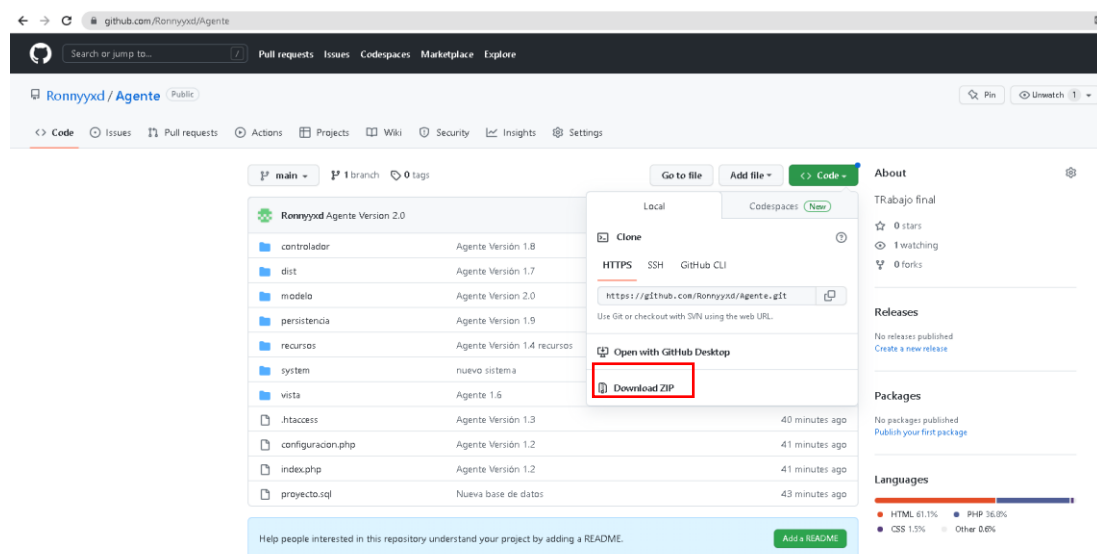 github.com/Ronnyyxd/Agente
Search or jump to... / Pull requests Issues Codespaces Marketplace Explore
Ronnyyxd / Agente Public
Pin Unwatch 1
<> Code Issues Pull requests Actions Projects Wiki Security Insights Settings
main 1 branch 0 tags Go to file Add file <> Code
Local Codespaces New
Clone
HTTPS SSH GitHub CLI
https://github.com/Ronnyyxd/Agente.git
Use Git or checkout with SVN using the web URL.
Open with GitHub Desktop
Download ZIP
Ronnyyxd Agente Version 2.0
controlador Agente Versión 1.8
dist Agente Versión 1.7
modelo Agente Version 2.0
persistencia Agente Versión 1.9
recursos Agente Versión 1.4 recursos
system nuevo sistema
vista Agente 1.6
.htaccess Agente Versión 1.3 40 minutes ago
configuracion.php Agente Versión 1.2 41 minutes ago
index.php Agente Versión 1.2 41 minutes ago
proyecto.sql Nueva base de datos 43 minutes ago
Help people interested in this repository understand your project by adding a README. Add a README
About
TRabajo final
0 stars
1 watching
0 forks
Releases
No releases published
Create a new release
Packages
No packages published
Publish your first package
Languages
HTML 61.1% PHP 36.8%
CSS 1.5% Other 0.6%